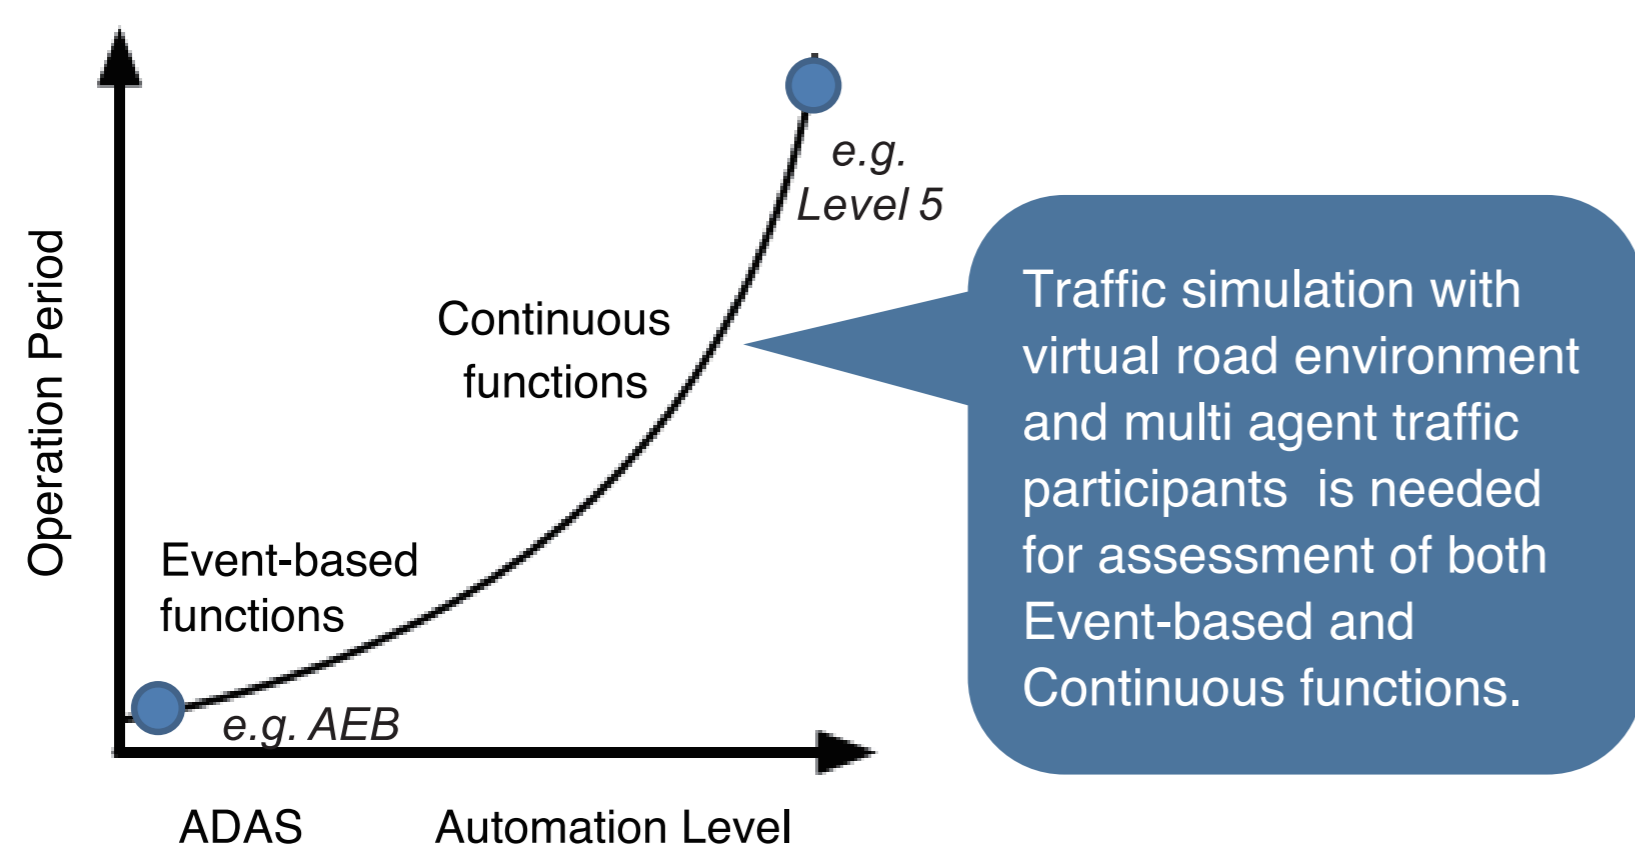 Operation Period
e.g.
Level 5
Continuous
functions
Event-based
functions
e.g. AEB
ADAS
Automation Level
Traffic simulation with
virtual road environment
and multi agent traffic
participants  is needed
for assessment of both
Event-based and
Continuous functions.